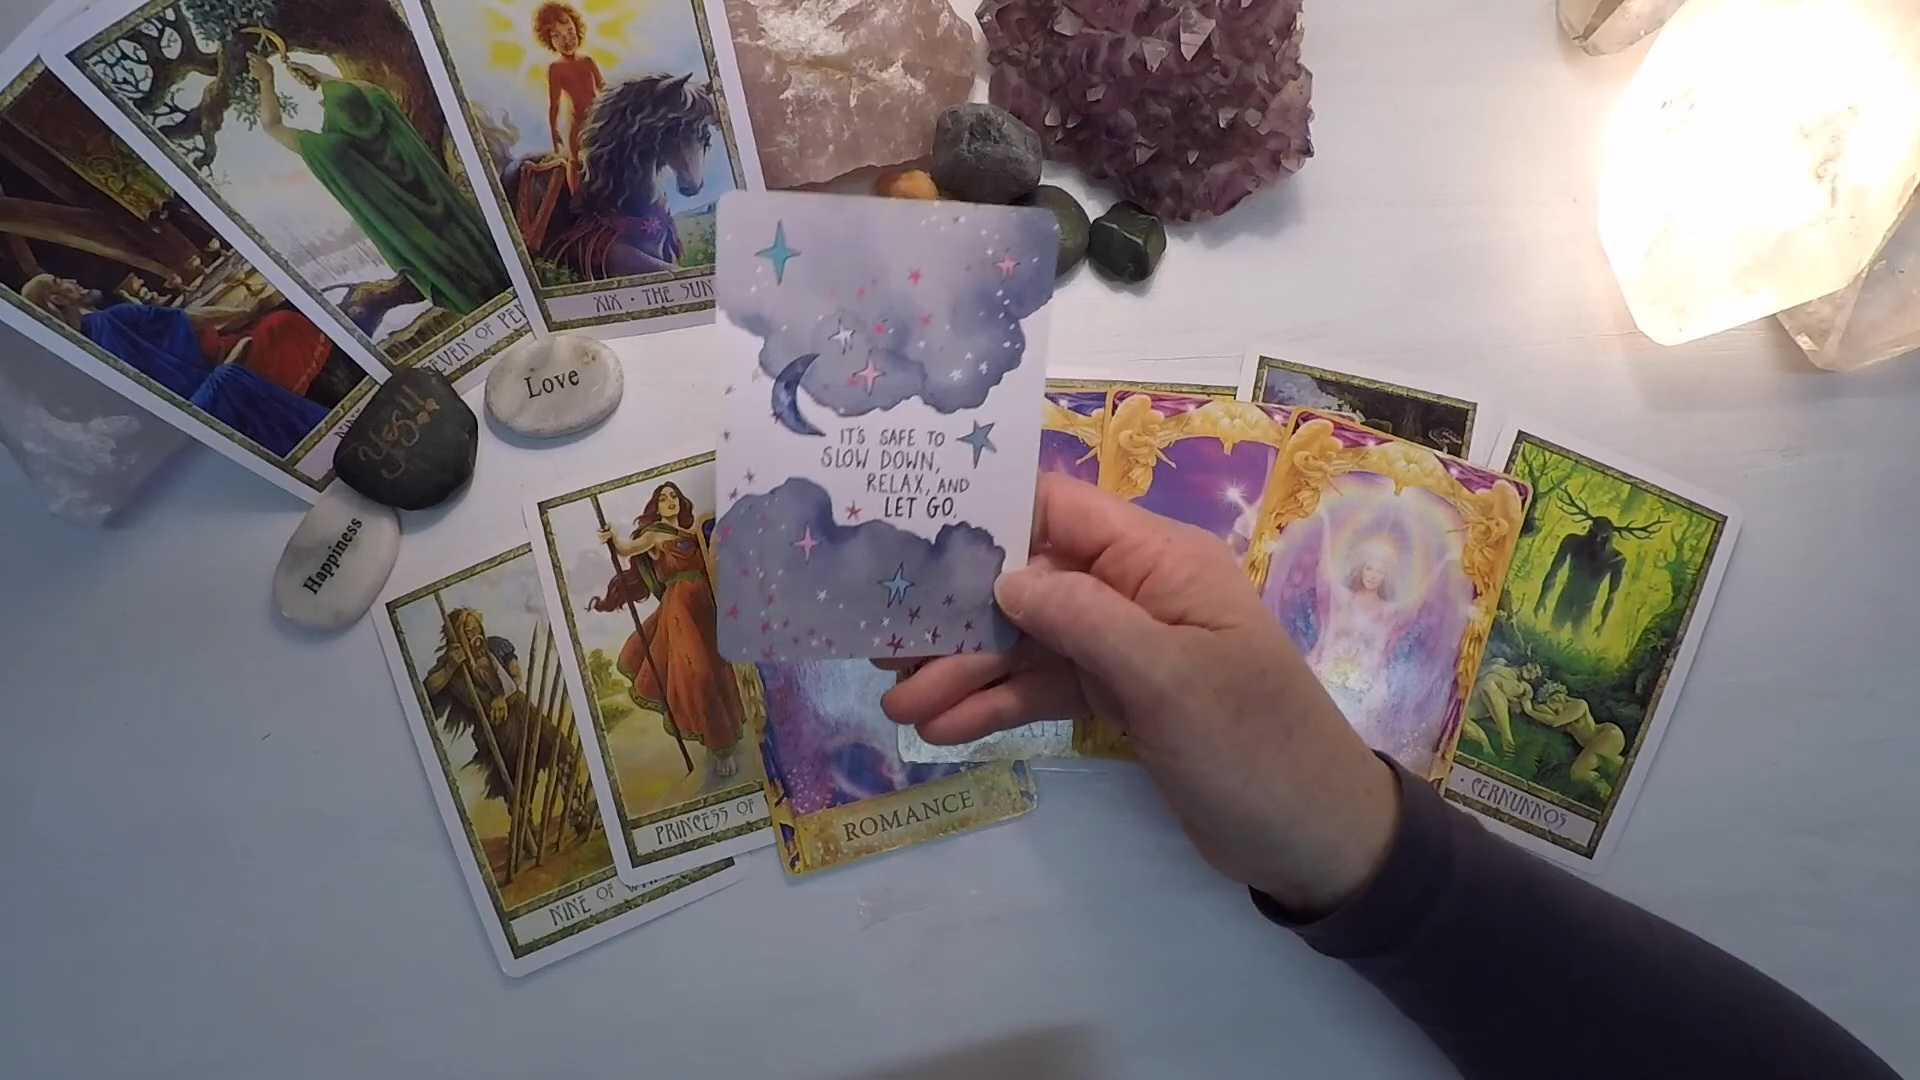 XIX • THE SUN
SEVEN OF PEN
Love
YES!!
Happiness
IT'S SAFE TO
SLOW DOWN,
RELAX, AND
LET GO.
PRINCESS OF
NINE OF
ROMANCE
• CERNUNNOS